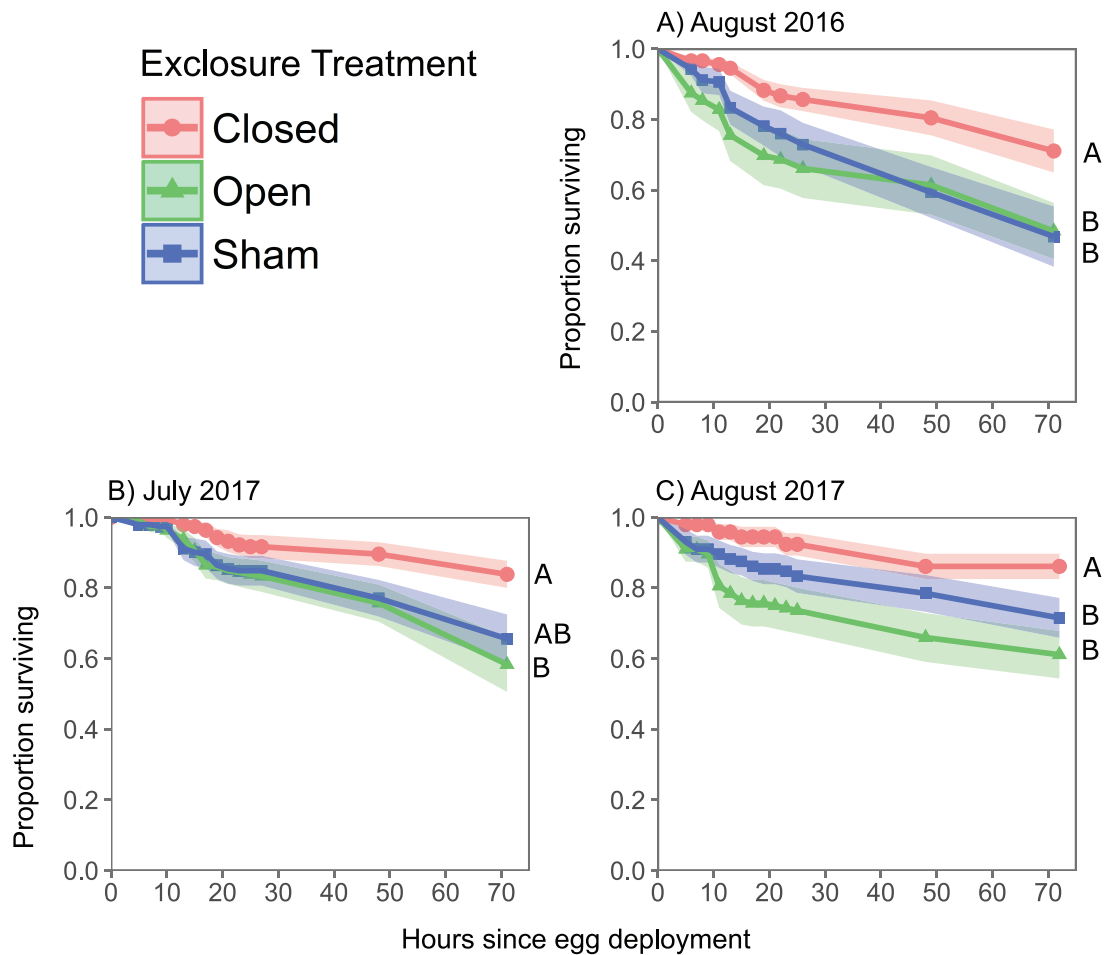 Exclosure Treatment
Closed
Open
Sham
A) August 2016
Proportion surviving
1.0
0.8
0.6
0.4
0.2
0.0
0 10 20 30 40 50 60 70
A
B
B
B) July 2017
Proportion surviving
1.0
0.8
0.6
0.4
0.2
0.0
0 10 20 30 40 50 60 70
A
AB
B
C) August 2017
1.0
0.8
0.6
0.4
0.2
0.0
0 10 20 30 40 50 60 70
A
B
B
Hours since egg deployment